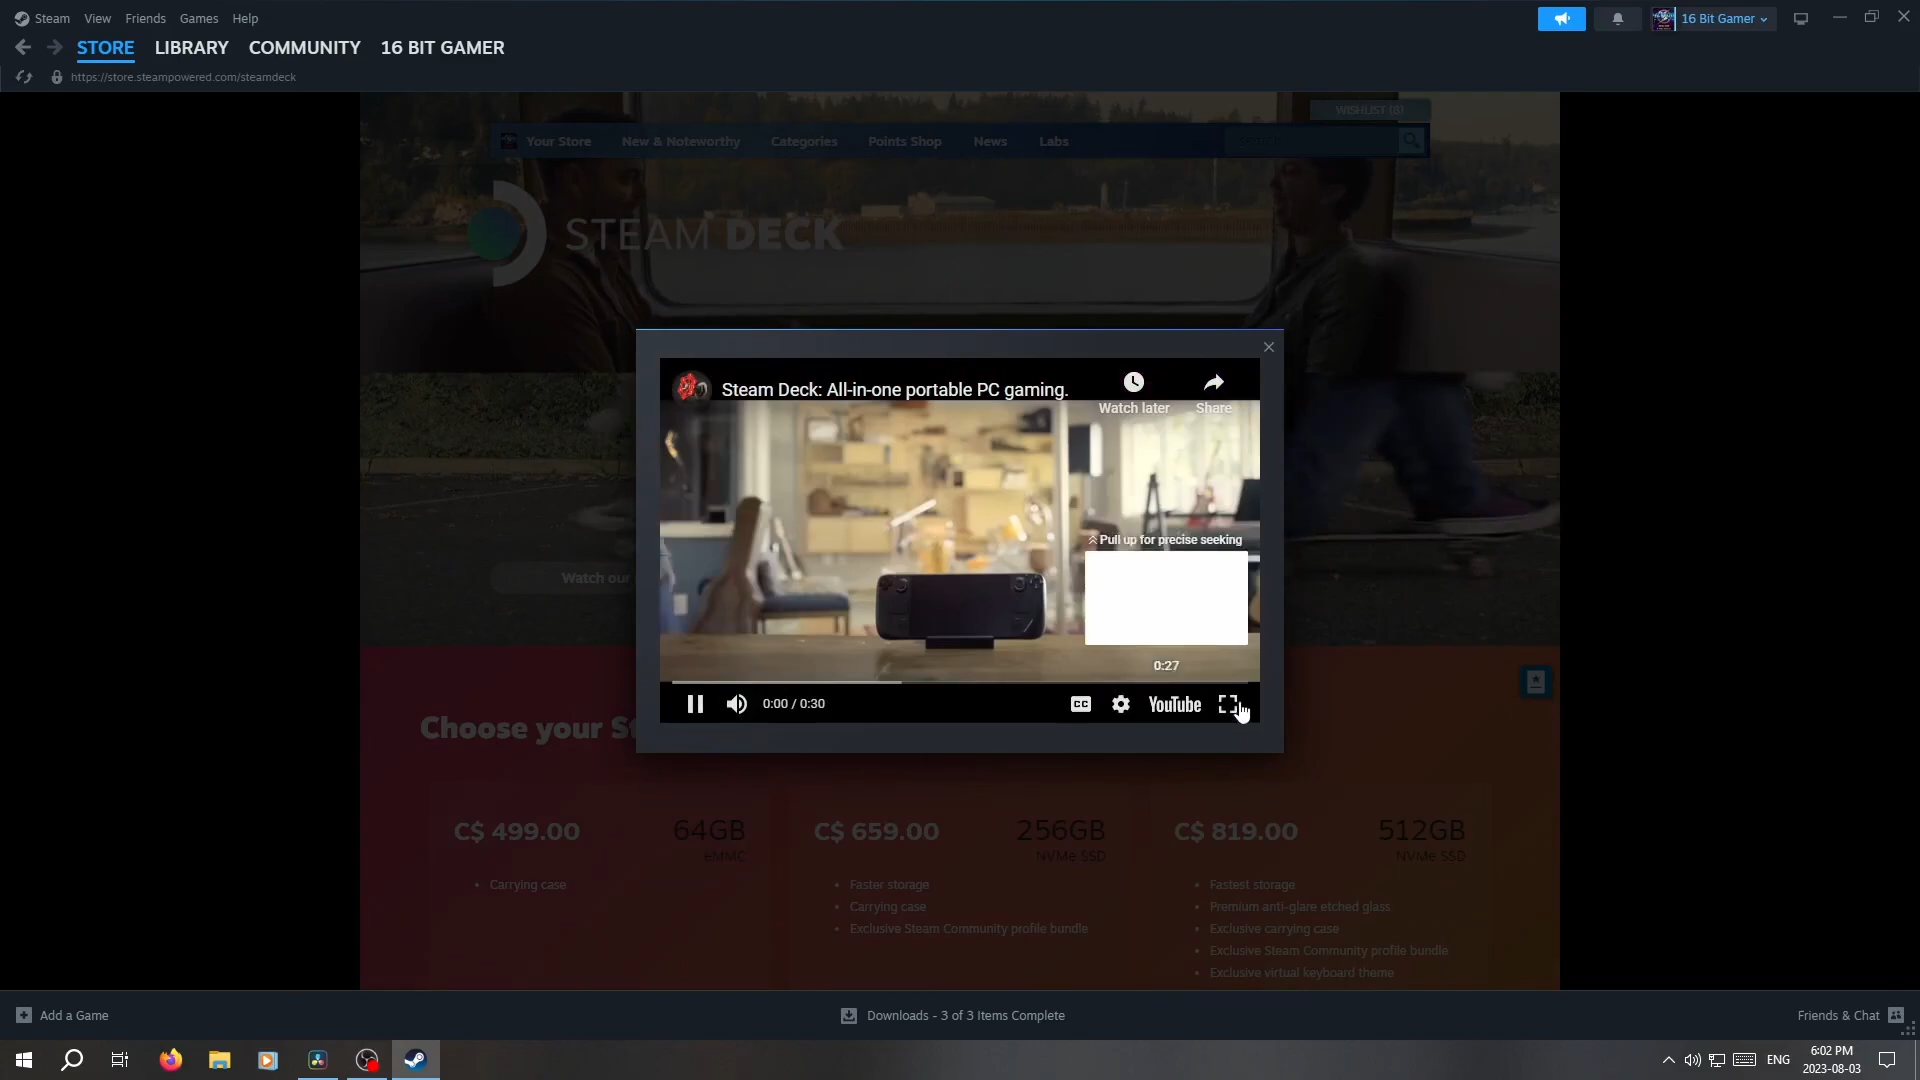 Steam View Friends Games Help
16 Bit Gamer
STORE LIBRARY COMMUNITY 16 BIT GAMER
https://store.steampowered.com/steamdeck
WISHLIST (8)
Your Store New & Noteworthy Categories Points Shop News Labs
STEAM DECK
Steam Deck: All-in-one portable PC gaming.
Watch later Share
Pull up for precise seeking
Watch our
0:27
0:00 / 0:30
CC
YouTube
Choose your St
C$ 499.00 64GB
eMMC
Carrying case
C$ 659.00 256GB
NVMe SSD
Faster storage
Carrying case
Exclusive Steam Community profile bundle
C$ 819.00 512GB
NVMe SSD
Fastest storage
Premium anti-glare etched glass
Exclusive carrying case
Exclusive Steam Community profile bundle
Exclusive virtual keyboard theme
Add a Game
Downloads - 3 of 3 Items Complete
Friends & Chat
ENG
6:02 PM
2023-08-03